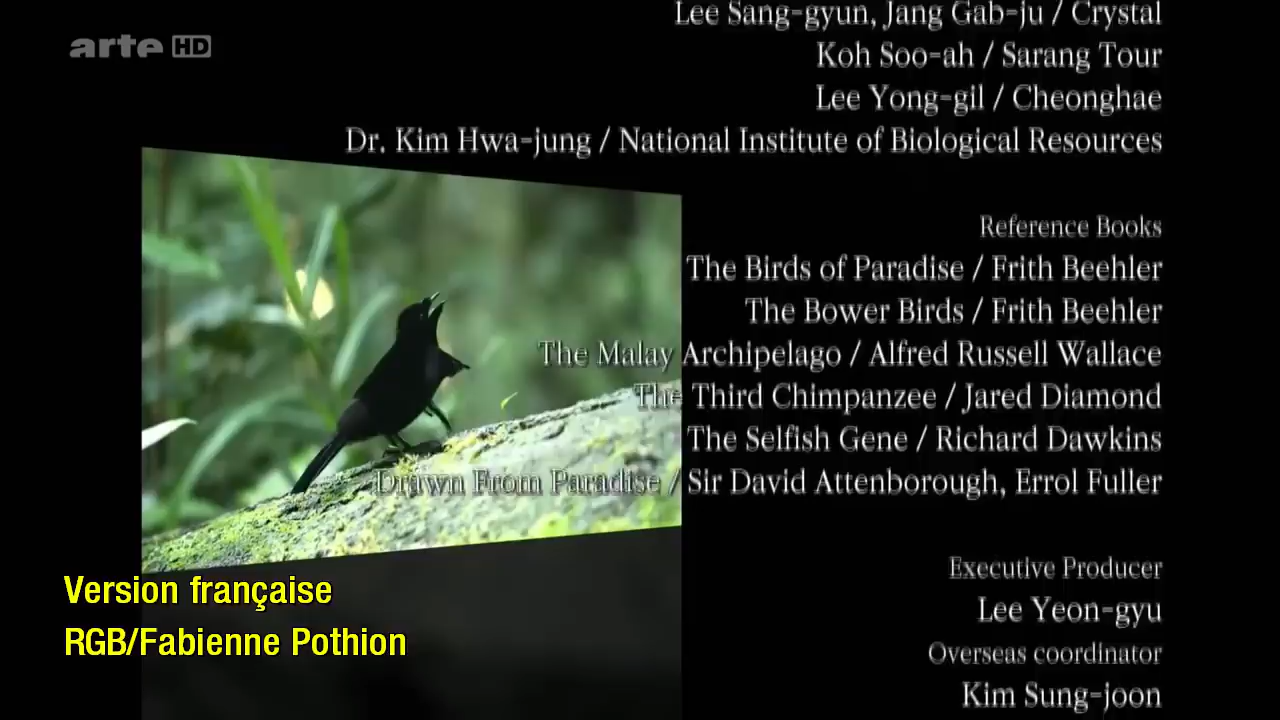 arte HD
Lee Sang-gyun, Jang Gab-ju / Crystal
Koh Soo-ah / Sarang Tour
Lee Yong-gil / Cheonghae
Dr. Kim Hwa-jung / National Institute of Biological Resources
Reference Books
The Birds of Paradise / Frith Beehler
The Bower Birds / Frith Beehler
The Malay Archipelago / Alfred Russell Wallace
The Third Chimpanzee / Jared Diamond
The Selfish Gene / Richard Dawkins
Drawn From Paradise / Sir David Attenborough, Errol Fuller
Executive Producer
Lee Yeon-gyu
Overseas coordinator
Kim Sung-joon
Version française
RGB/Fabienne Pothion